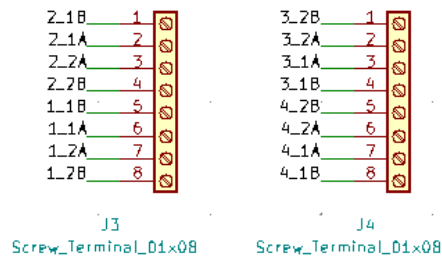 2_1B 1
2_1A 2
2_2A 3
2_2B 4
1_1B 5
1_1A 6
1_2A 7
1_2B 8
J3
Screw_Terminal_01x08
3_2B 1
3_2A 2
3_1A 3
3_1B 4
4_2B 5
4_2A 6
4_1A 7
4_1B 8
J4
Screw_Terminal_01x08